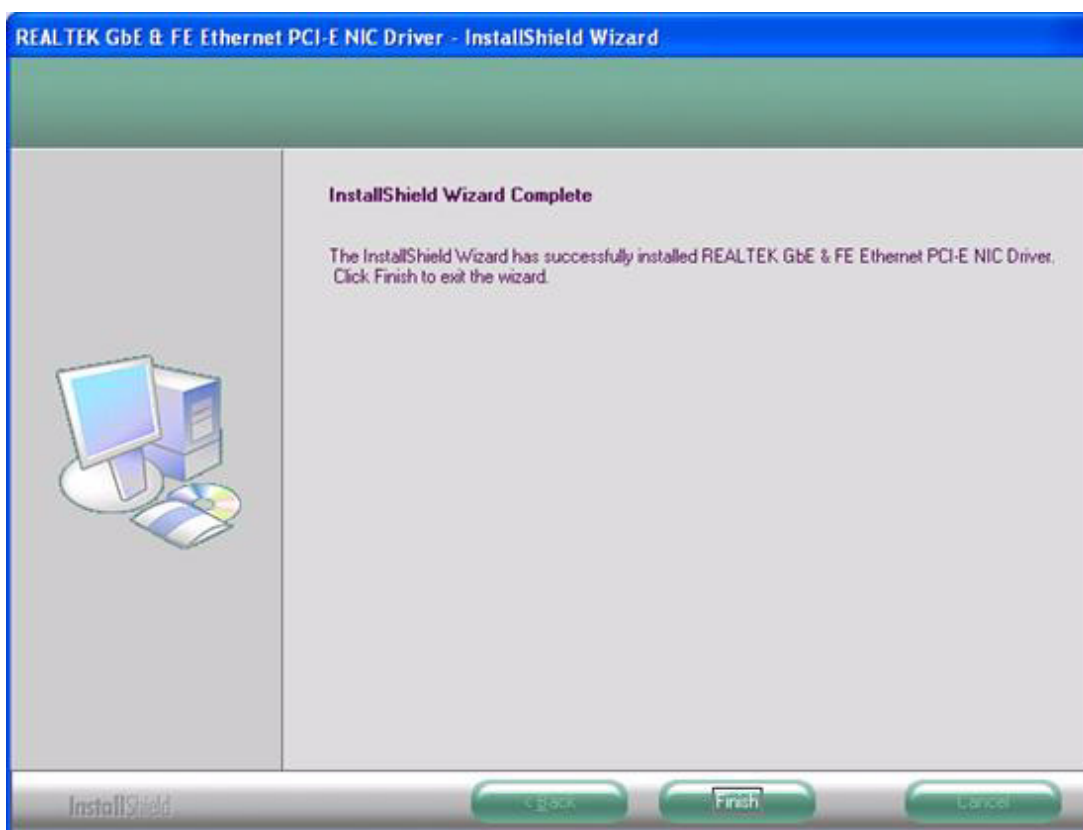 REALTEK GbE & FE Ethernet PCI-E NIC Driver - InstallShield Wizard
InstallShield Wizard Complete
The InstallShield Wizard has successfully installed REALTEK GbE & FE Ethernet PCI-E NIC Driver.
Click Finish to exit the wizard.
InstallShield
< Back
Finish
Cancel